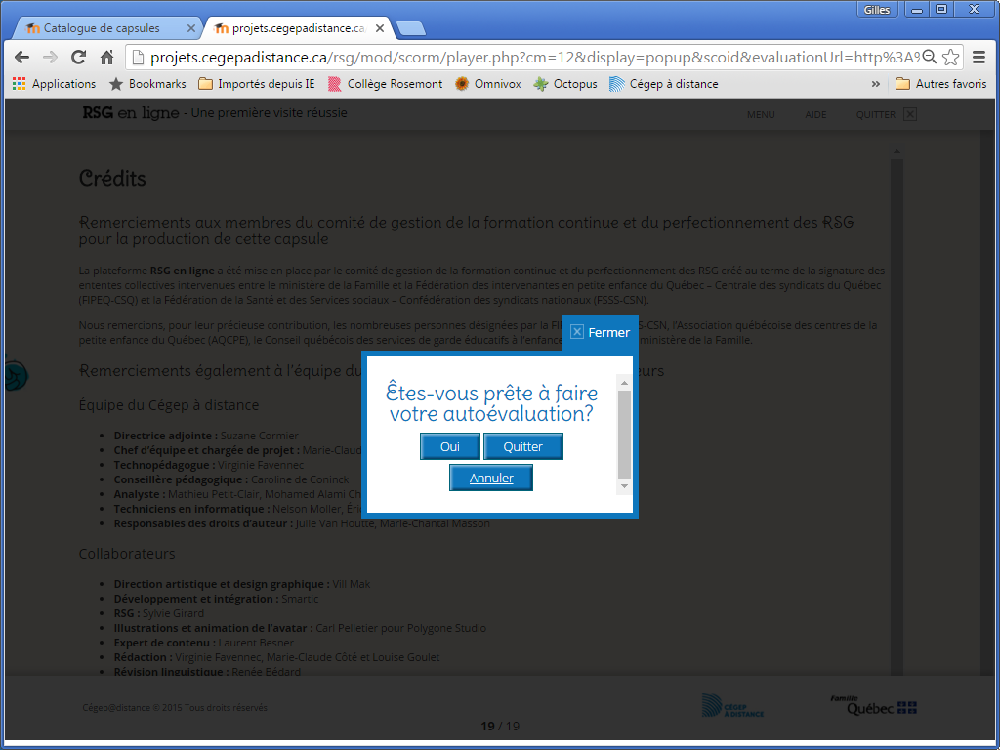 Gilles
Catalogue de capsules
projets.cegepadistance.ca
projets.cegepadistance.ca/rsg/mod/scorm/player.php?cm=12&display=popup&scoid&evaluationUrl=http%3A%
Applications Bookmarks Importés depuis IE Collège Rosemont Omnivox Octopus Cégep à distance » Autres favoris
RSG en ligne - Une première visite réussie
MENU AIDE QUITTER
Crédits
Remerciements aux membres du comité de gestion de la formation continue et du perfectionnement des RSG
pour la production de cette capsule
La plateforme RSG en ligne a été mise en place par le comité de gestion de la formation continue et du perfectionnement des RSG créé au terme de la signature des
ententes collectives intervenues entre le ministère de la Famille et la Fédération des intervenantes en petite enfance du Québec – Centrale des syndicats du Québec
(FIPEQ-CSQ) et la Fédération de la Santé et des Services sociaux – Confédération des syndicats nationaux (FSSS-CSN).
Nous remercions, pour leur précieuse contribution, les nombreuses personnes désignées par la S-CSN, l'Association québécoise des centres de la
petite enfance du Québec (AQCPE), le Conseil québécois des services de garde éducatifs à l'enfance ministère de la Famille.
Remerciements également à l'équipe du eurs
Équipe du Cégep à distance
Directrice adjointe : Suzane Cormier
Chef d'équipe et chargée de projet : Marie-Claud
Technopédagogue : Virginie Favennec
Conseillère pédagogique : Caroline de Coninck
Analyste : Mathieu Petit-Clair, Mohamed Alami Ch
Techniciens en informatique : Nelson Moller, Éric
Responsables des droits d'auteur : Julie Van Houtte, Marie-Chantal Masson
Collaborateurs
Direction artistique et design graphique : Vill Mak
Développement et intégration : Smartic
RSG : Sylvie Girard
Illustrations et animation de l'avatar : Carl Pelletier pour Polygone Studio
Expert de contenu : Laurent Besner
Rédaction : Virginie Favennec, Marie-Claude Côté et Louise Goulet
Révision linguistique : Renée Bédard
Fermer
Êtes-vous prête à faire
votre autoévaluation?
Oui Quitter
Annuler
Cégep@distance © 2015 Tous droits réservés
19 / 19
CÉGEP
À DISTANCE
Famille
Québec